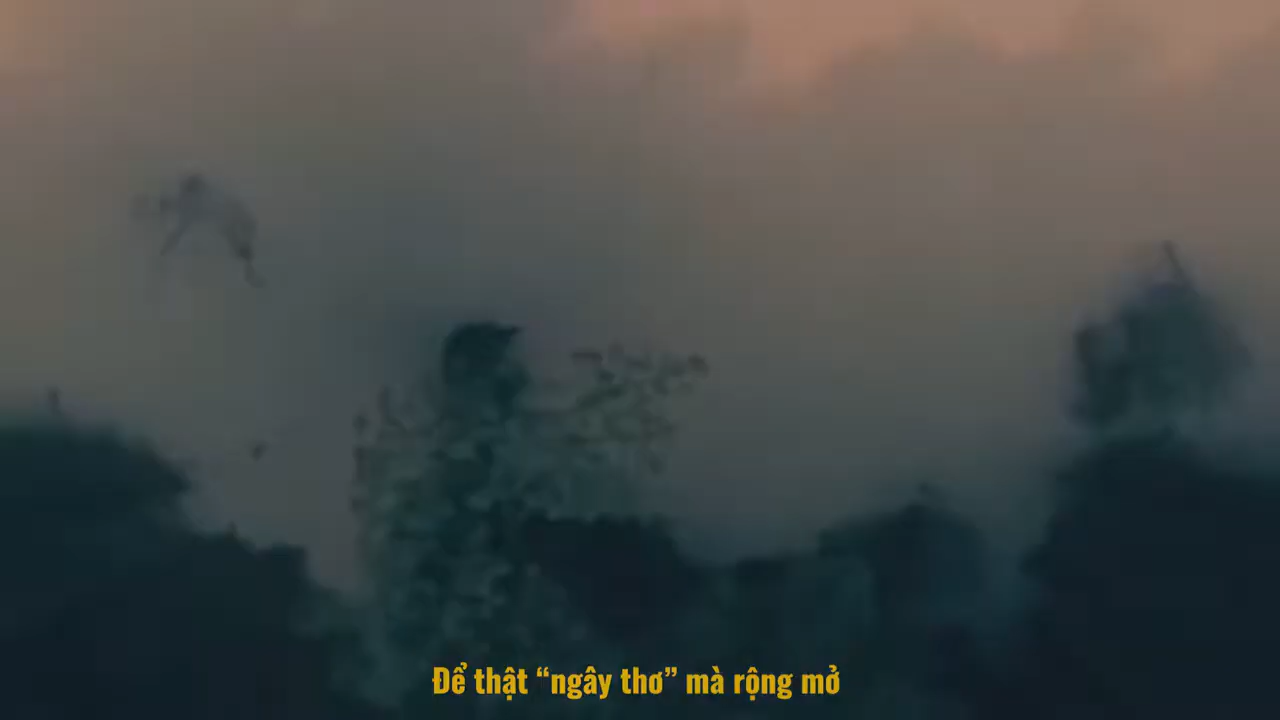 Để thật “ngây thơ” mà rộng mở